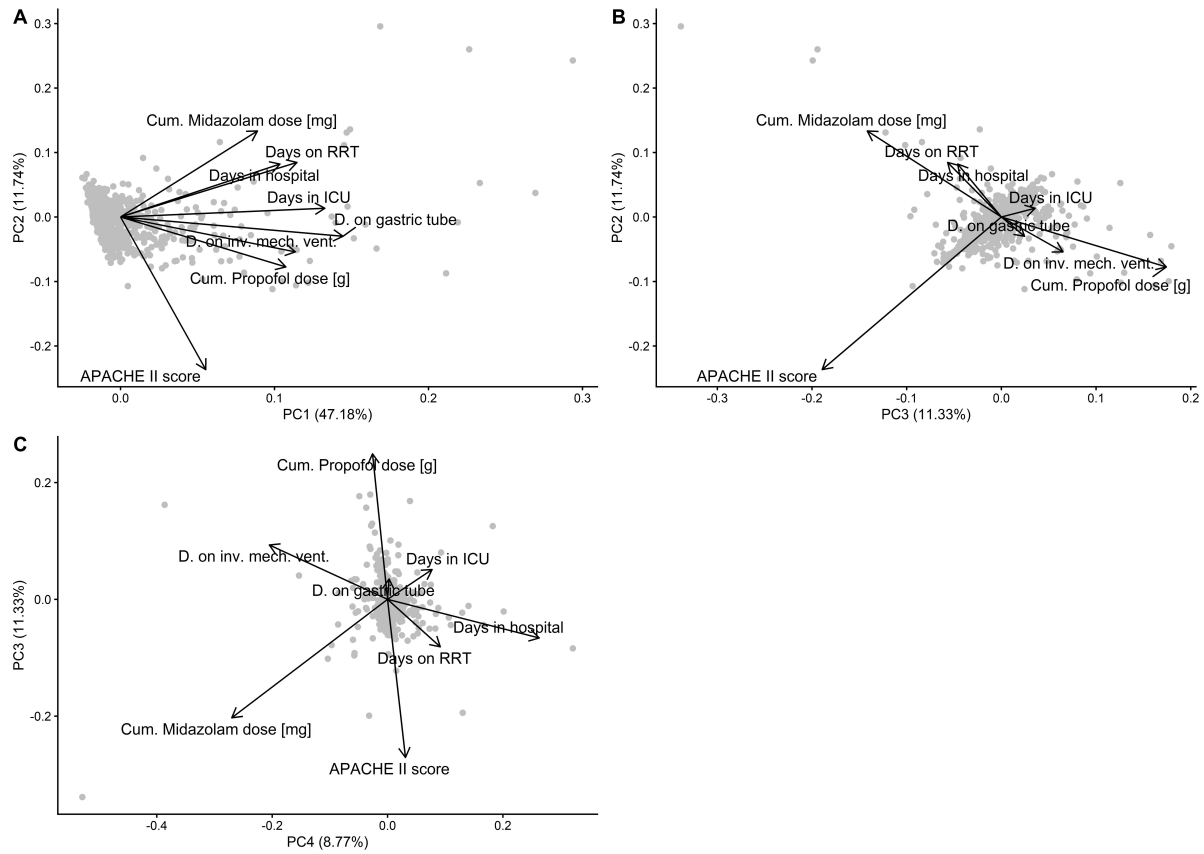 A
0.3
0.2
0.1
0.0
-0.1
-0.2
PC2 (11.74%)
Cum. Midazolam dose [mg]
Days on RRT
Days in hospital
Days in ICU
D. on gastric tube
D. on inv. mech. vent.
Cum. Propofol dose [g]
APACHE II score
0.0
0.1
0.2
0.3
PC1 (47.18%)
B
0.3
0.2
0.1
0.0
-0.1
-0.2
PC2 (11.74%)
Cum. Midazolam dose [mg]
Days on RRT
Days in hospital
Days in ICU
D. on gastric tube
D. on inv. mech. vent.
Cum. Propofol dose [g]
APACHE II score
-0.3
-0.2
-0.1
0.0
0.1
0.2
PC3 (11.33%)
C
0.2
0.0
-0.2
PC3 (11.33%)
Cum. Propofol dose [g]
D. on inv. mech. vent.
Days in ICU
D. on gastric tube
Days in hospital
Days on RRT
Cum. Midazolam dose [mg]
APACHE II score
-0.4
-0.2
0.0
0.2
PC4 (8.77%)